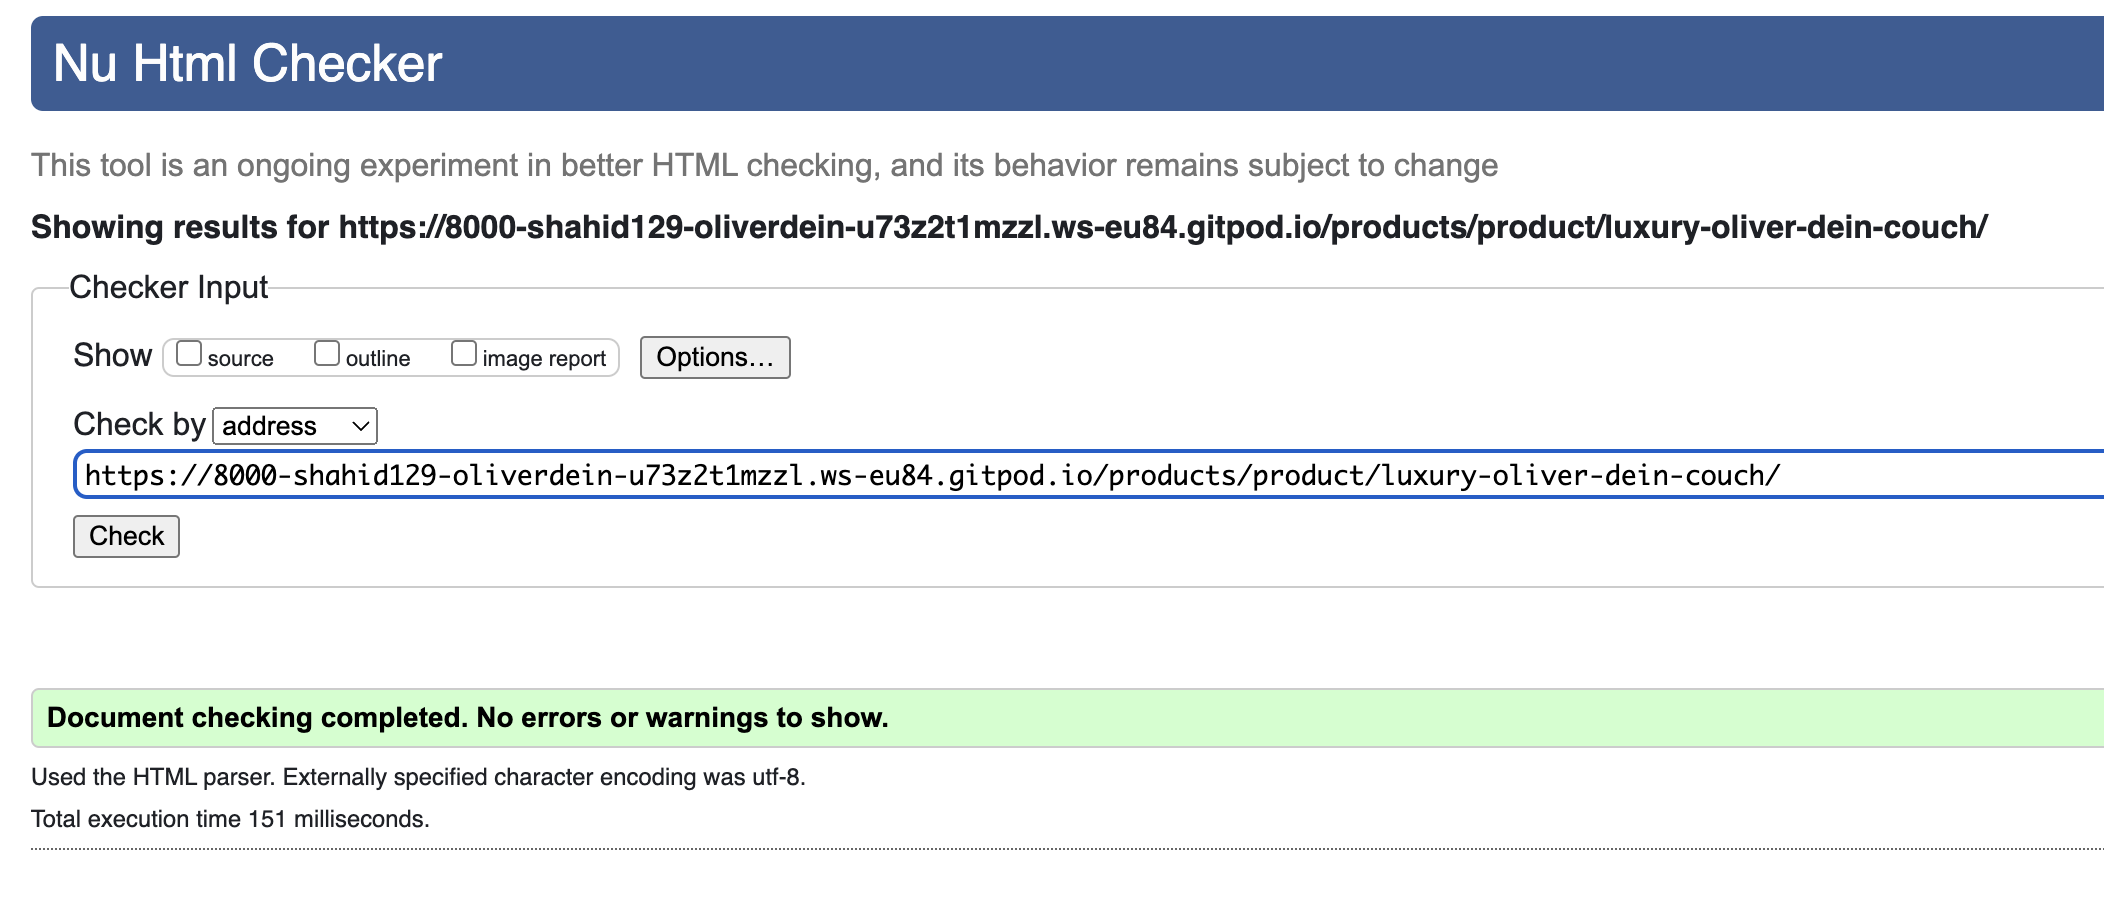 Nu Html Checker
This tool is an ongoing experiment in better HTML checking, and its behavior remains subject to change
Showing results for https://8000-shahid129-oliverdein-u73z2t1mzzl.ws-eu84.gitpod.io/products/product/luxury-oliver-dein-couch/
Checker Input
Show source outline image report Options...
Check by address
https://8000-shahid129-oliverdein-u73z2t1mzzl.ws-eu84.gitpod.io/products/product/luxury-oliver-dein-couch/
Check
Document checking completed. No errors or warnings to show.
Used the HTML parser. Externally specified character encoding was utf-8.
Total execution time 151 milliseconds.